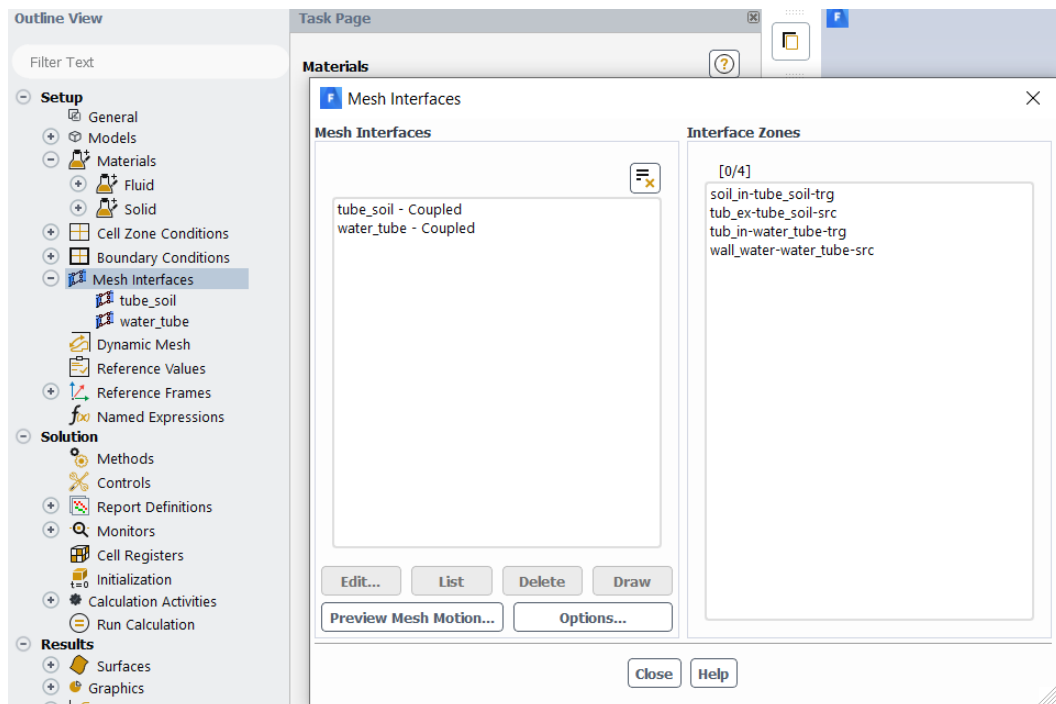 Outline View
Filter Text
Setup
General
Models
Materials
Fluid
Solid
Cell Zone Conditions
Boundary Conditions
Mesh Interfaces
tube_soil
water_tube
Dynamic Mesh
Reference Values
Reference Frames
f(x) Named Expressions
Solution
Methods
Controls
Report Definitions
Monitors
Cell Registers
t=0 Initialization
Calculation Activities
Run Calculation
Results
Surfaces
Graphics
Task Page
Materials
?
F
F Mesh Interfaces
Mesh Interfaces
tube_soil - Coupled
water_tube - Coupled
Edit...
List
Delete
Draw
Preview Mesh Motion...
Options...
Interface Zones
[0/4]
soil_in-tube_soil-trg
tub_ex-tube_soil-src
tub_in-water_tube-trg
wall_water-water_tube-src
Close
Help